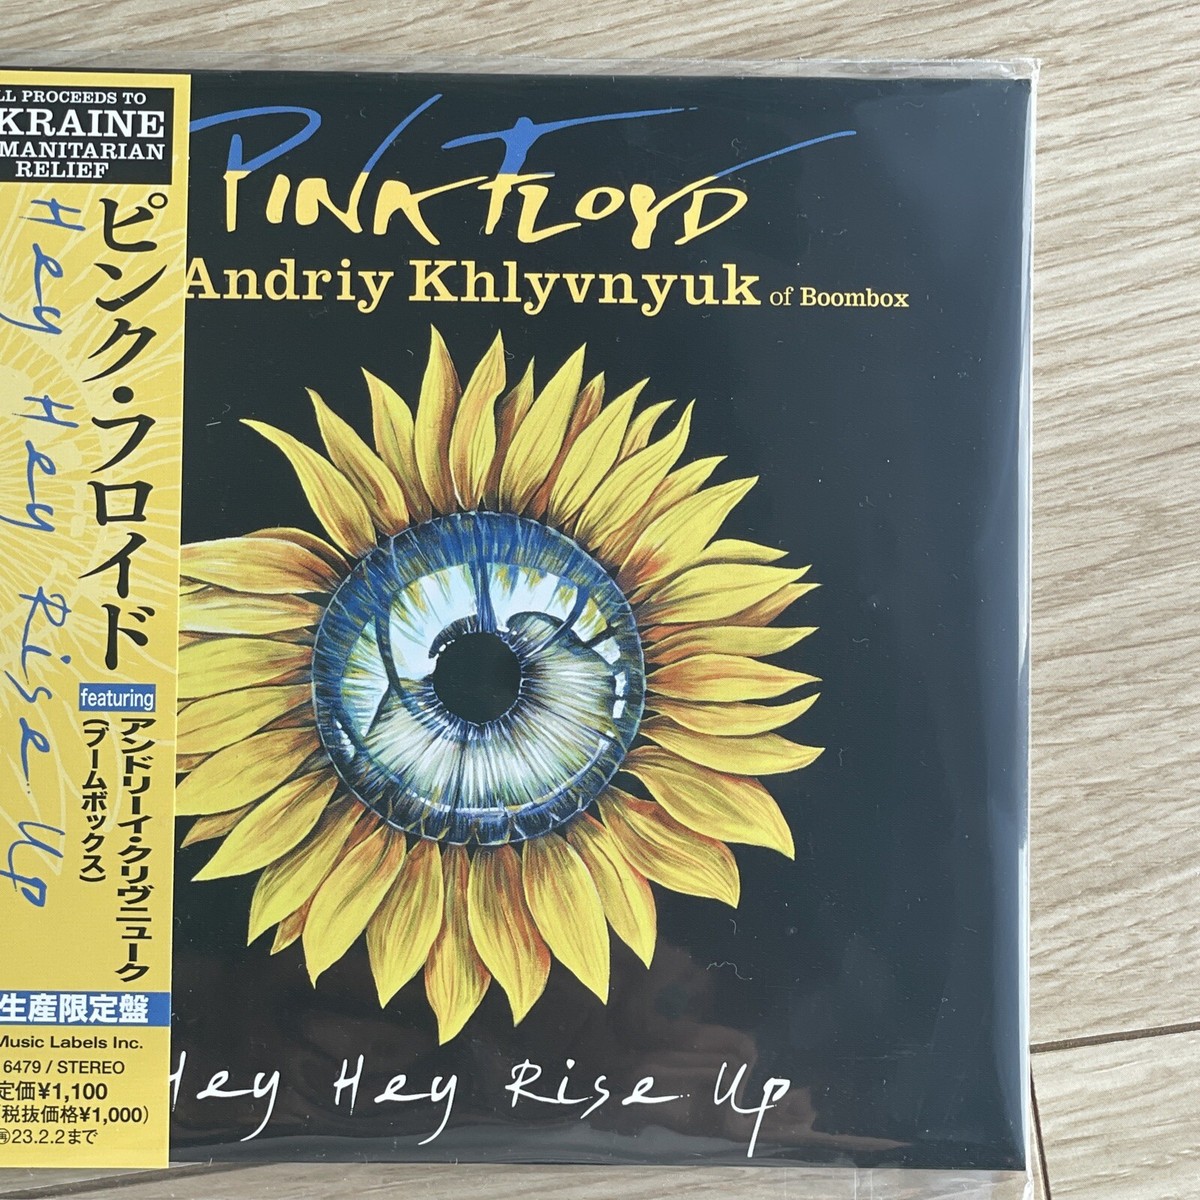 LL PROCEEDS TO
KRAINE
MANITARIAN
RELIEF
Hey Hey Rise Up
ピンク・フロイド
featuring
アンドリーイ・クリヴニューク
(ブームボックス)
生産限定盤
Music Labels Inc.
6479 / STEREO
定価¥1,100
(税抜価格¥1,000)
再23.2.2まで
PINK FLOYD
Andriy Khlyvnyuk of Boombox
Hey Hey Rise Up